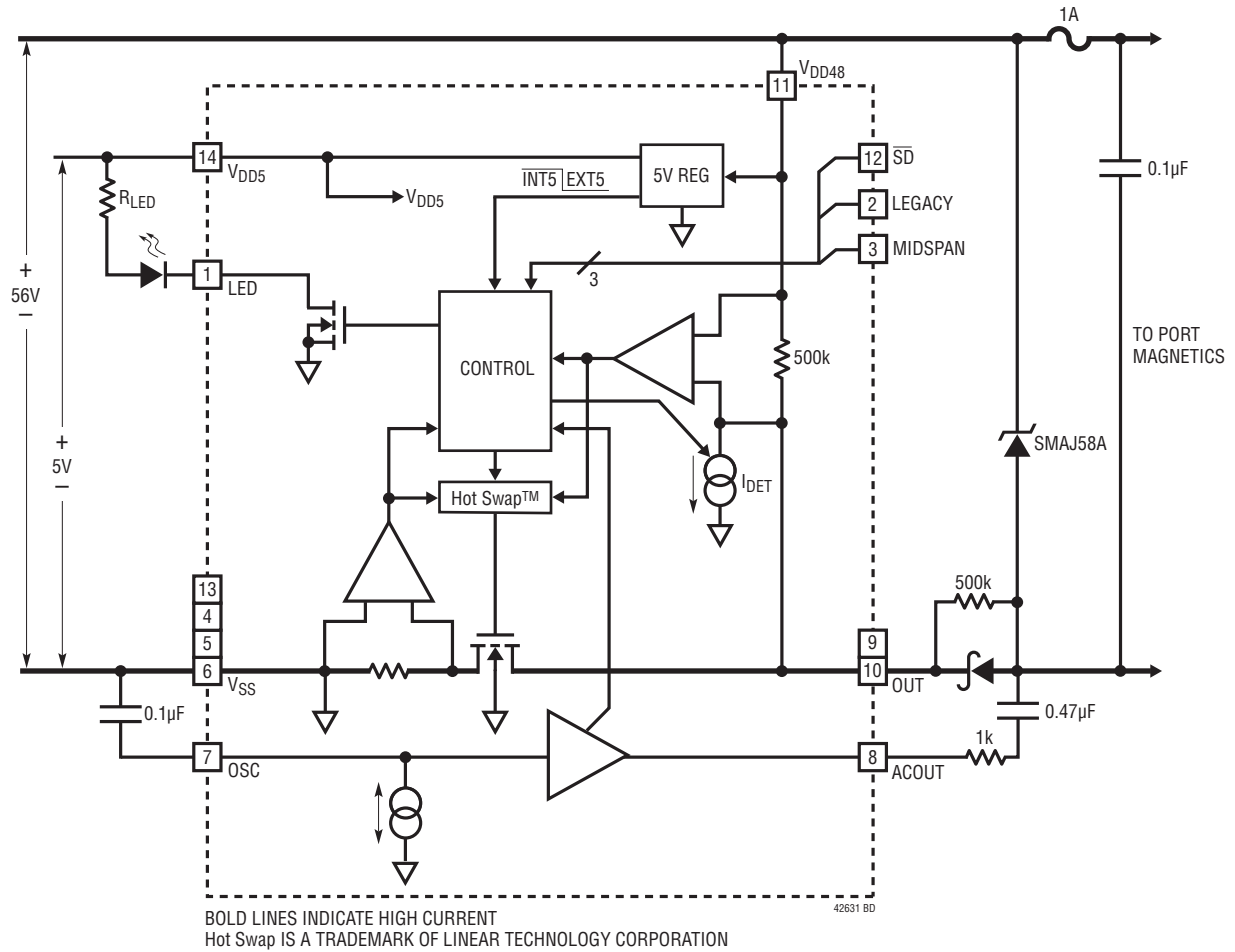 1A
VDD48
11
14
VDD5
VDD5
INT5 EXT5
5V REG
12 SD
2 LEGACY
3 MIDSPAN
3
0.1µF
RLED
+
56V
–
1
LED
CONTROL
500k
TO PORT
MAGNETICS
+
5V
–
SMAJ58A
Hot Swap™
IDET
13
4
5
6
VSS
500k
9
10
OUT
0.1µF
0.47µF
1k
7
OSC
8
ACOUT
42631 BD
BOLD LINES INDICATE HIGH CURRENT
Hot Swap IS A TRADEMARK OF LINEAR TECHNOLOGY CORPORATION